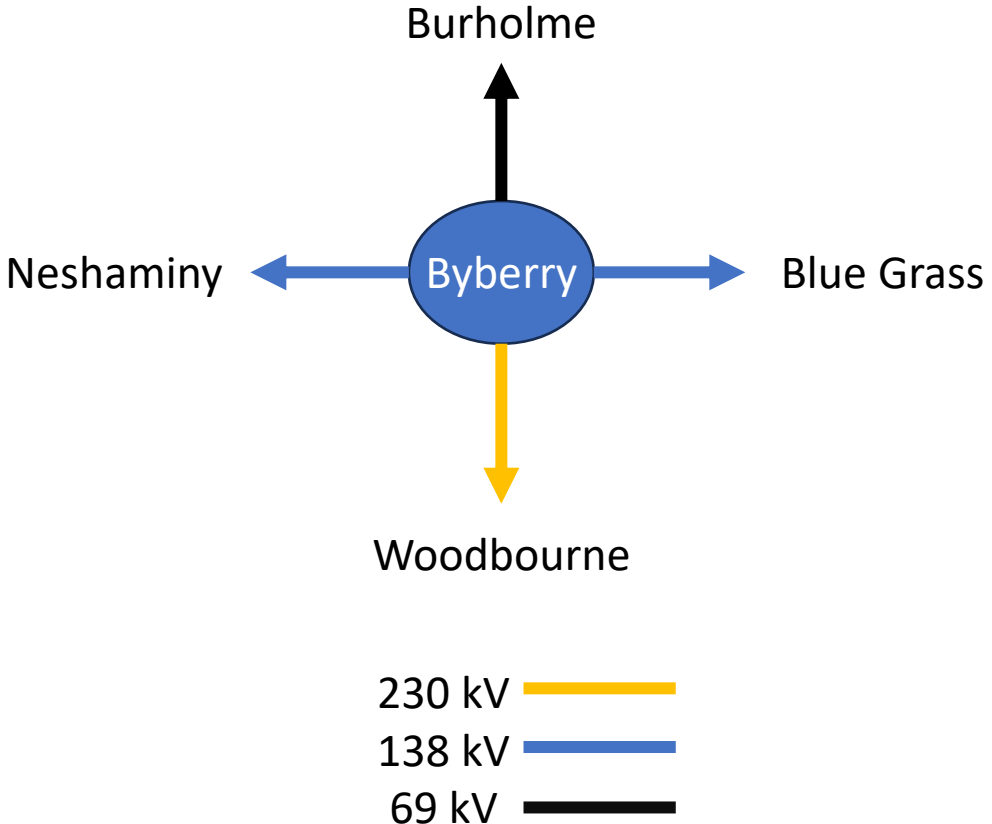 Burholme
Neshaminy
Byberry
Blue Grass
Woodbourne
230 kV
138 kV
69 kV